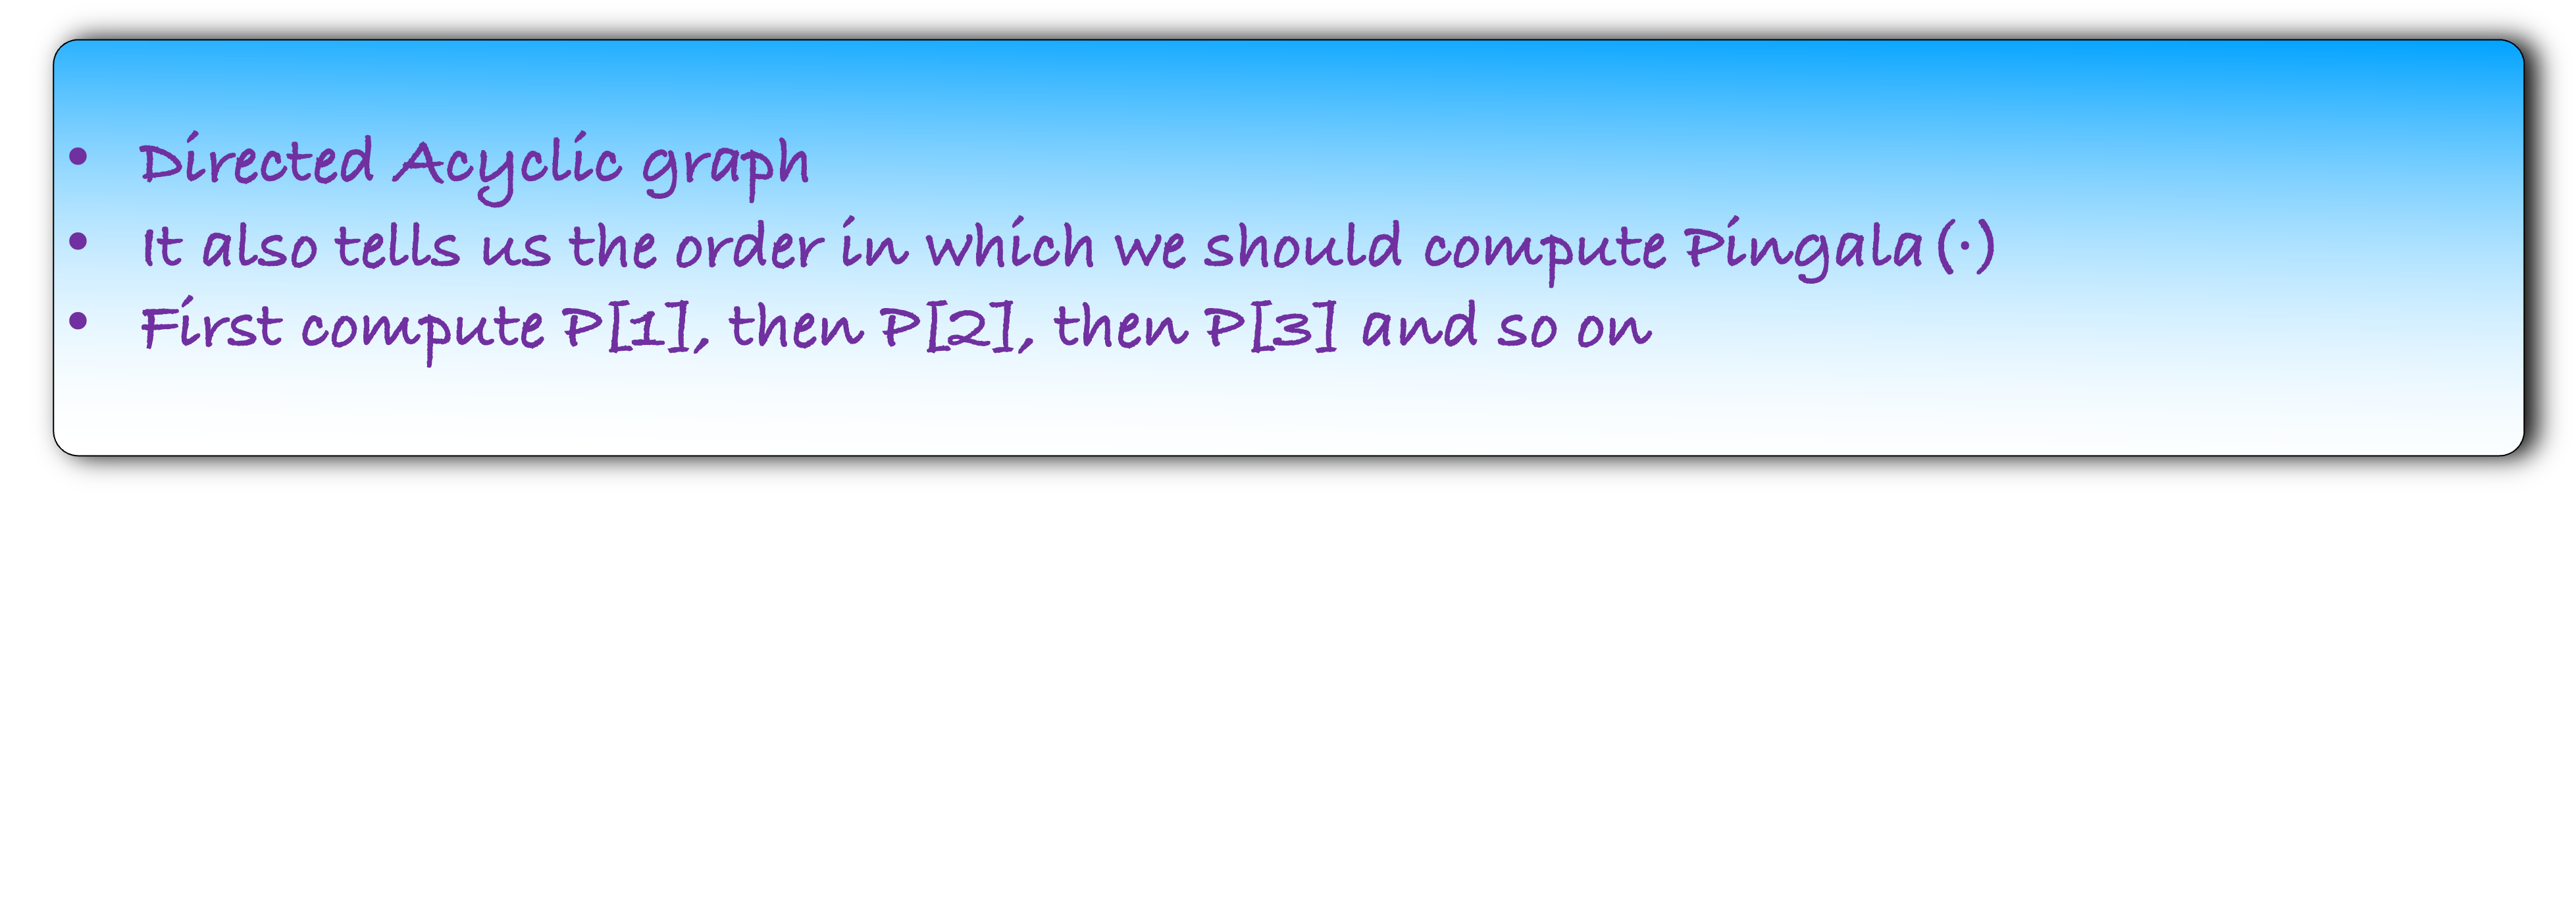 • Directed Acyclic graph
• It also tells us the order in which we should compute Pingala(·)
• First compute P[1], then P[2], then P[3] and so on